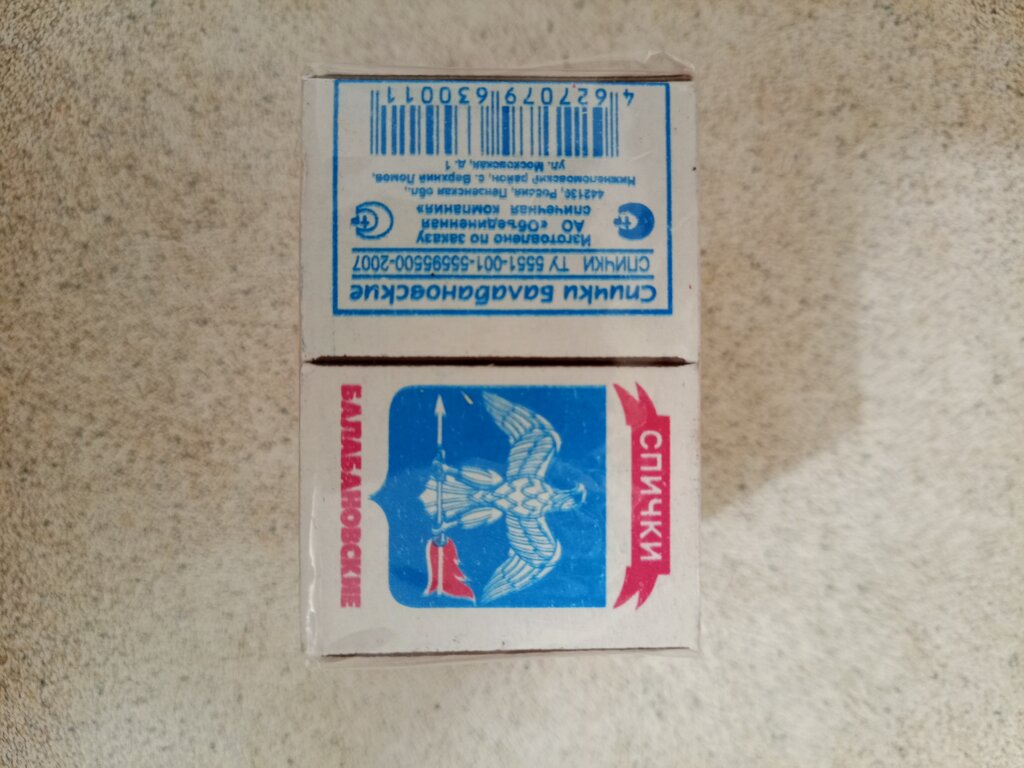 Спички Балабановские
СПИЧКИ ТУ 5551-001-55595500-2007
Изготовлено по заказу
АО «Объединенная
спичечная компания»
442136, Россия, Пензенская обл.,
Нижнеломовский район, с. Верхний Ломов,
ул. Московская, д. 1
4 627079 630011
СПИЧКИ
БАЛАБАНОВСКИЕ